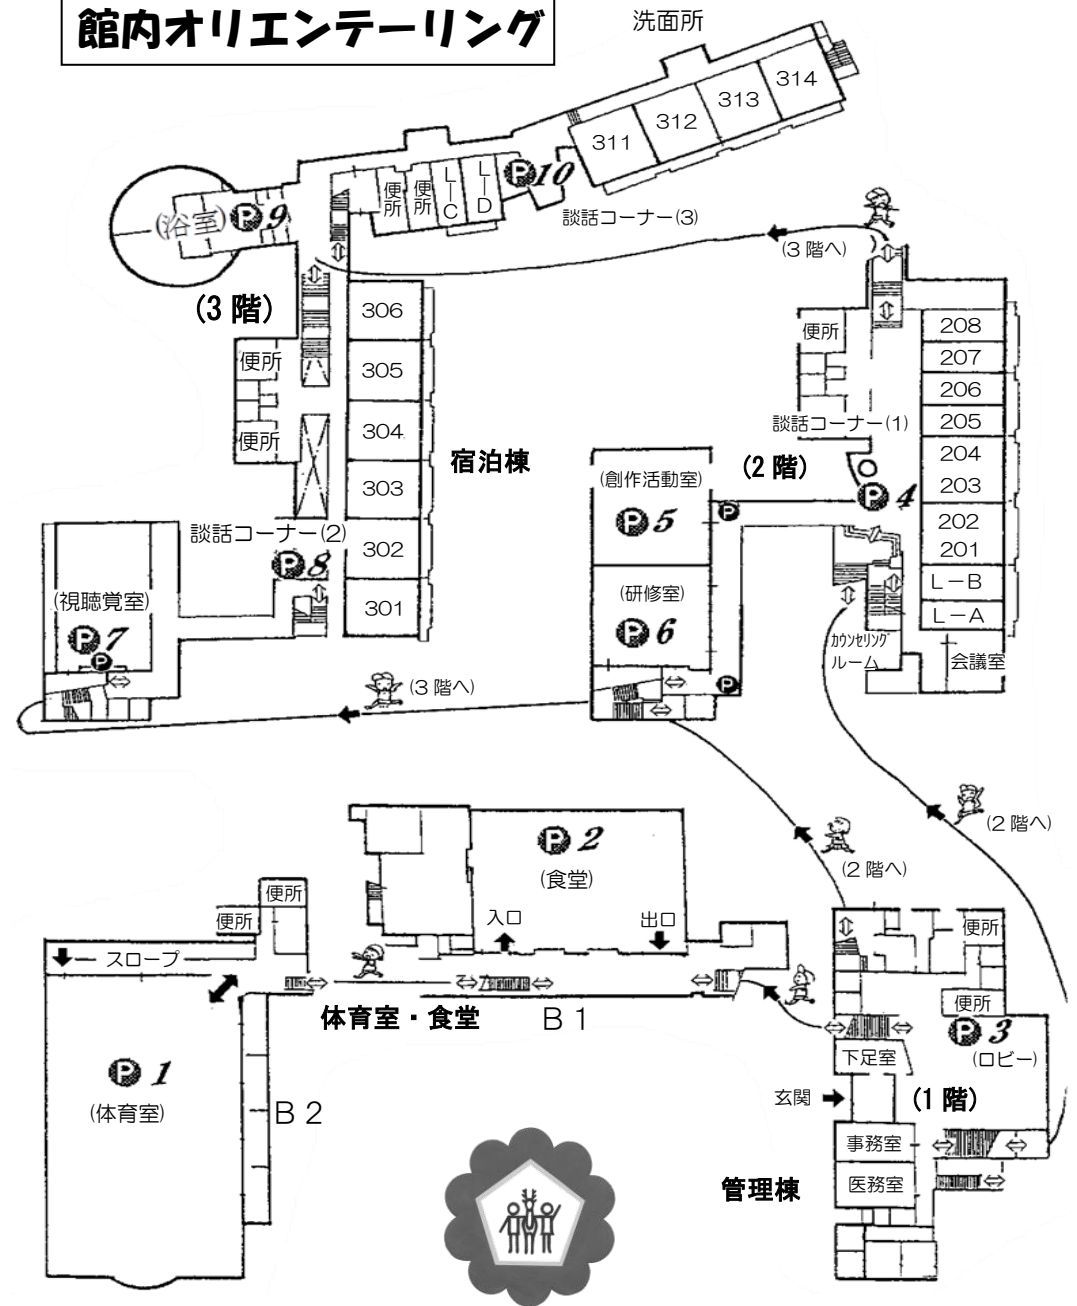 館内オリエンテーリング
洗面所
314
313
312
311
P10
L－D
L－C
便所
便所
談話コーナー(3)
(浴室)
P9
(3階へ)
(3階)
306
305
304
303
302
301
便所
便所
宿泊棟
談話コーナー(2)
P8
(視聴覚室)
P7
P
(3階へ)
便所
208
207
206
205
204
203
202
201
L－B
L－A
談話コーナー(1)
(2階)
P4
(創作活動室)
P5
P
(研修室)
P6
P
カウンセリング
ルーム
会議室
(2階へ)
(2階へ)
P2
(食堂)
入口
出口
便所
便所
スロープ
体育室・食堂
B1
P1
(体育室)
B2
便所
便所
P3
(ロビー)
下足室
玄関
(1階)
事務室
医務室
管理棟